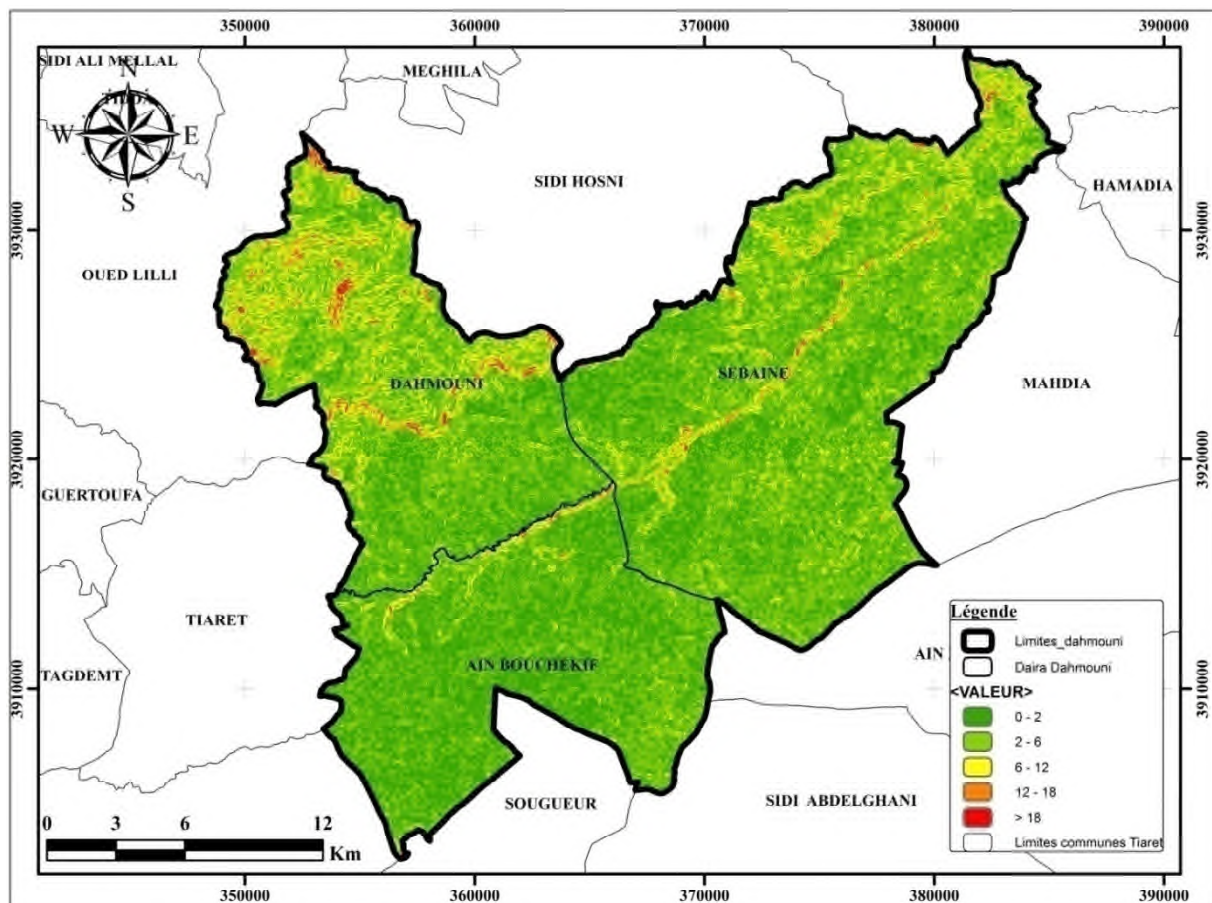 350000 360000 370000 380000 390000
SIDI ALI MELLAL
MEGHILA
N
W E
S
SIDI HOSNI
HAMADIA
3930000 3930000
OUED LILLI
DAHMOUNI
SEBAINE
MAHDIA
3920000 3920000
GUERTOUFA
TIARET
TAGDEMT
AIN BOUCHEKIF
AIN
3910000 3910000
SOUGUEUR
SIDI ABDELGHANI
Légende
Limites_dahmouni
Daira Dahmouni
<VALEUR>
0 - 2
2 - 6
6 - 12
12 - 18
> 18
Limites communes Tiaret
0 3 6 12
Km
350000 360000 370000 380000 390000